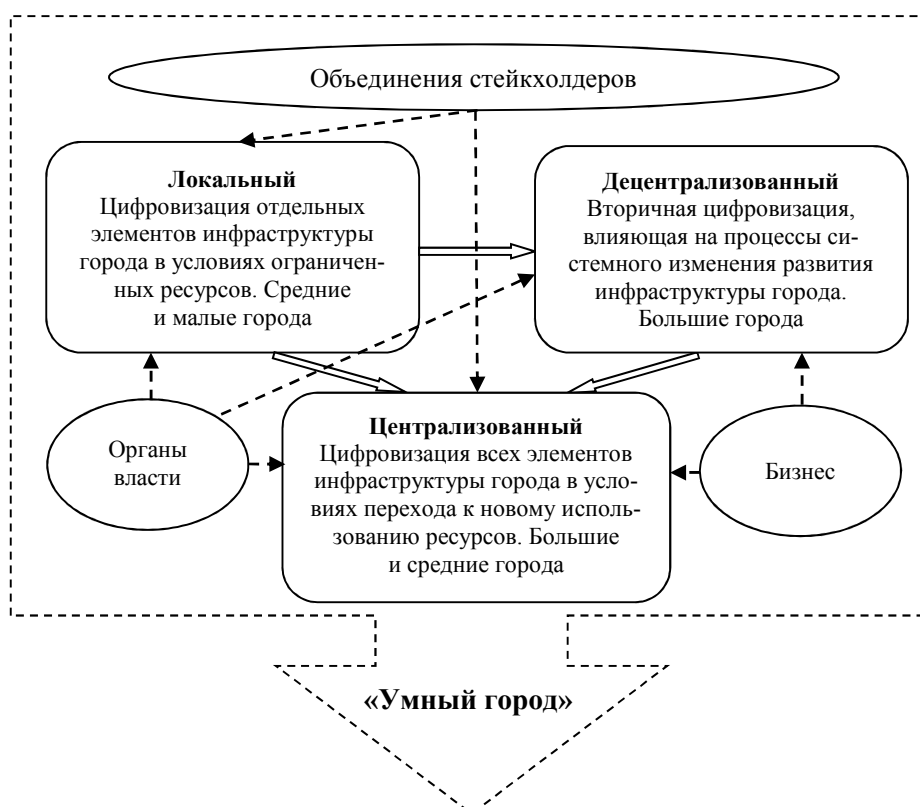 Объединения стейкхолдеров
Локальный
Цифровизация отдельных
элементов инфраструктуры
города в условиях ограничен-
ных ресурсов. Средние
и малые города
Децентрализованный
Вторичная цифровизация,
влияющая на процессы си-
стемного изменения развития
инфраструктуры города.
Большие города
Органы
власти
Централизованный
Цифровизация всех элементов
инфраструктуры города в усло-
виях перехода к новому исполь-
зованию ресурсов. Большие
и средние города
Бизнес
«Умный город»